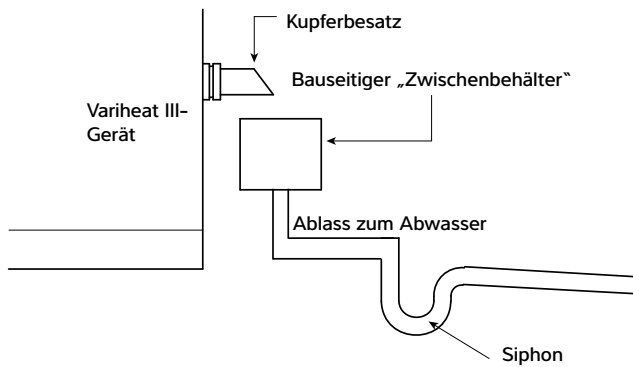 Kupferbesatz
Bauseitiger „Zwischenbehälter“
Variheat III-
Gerät
Ablass zum Abwasser
Siphon